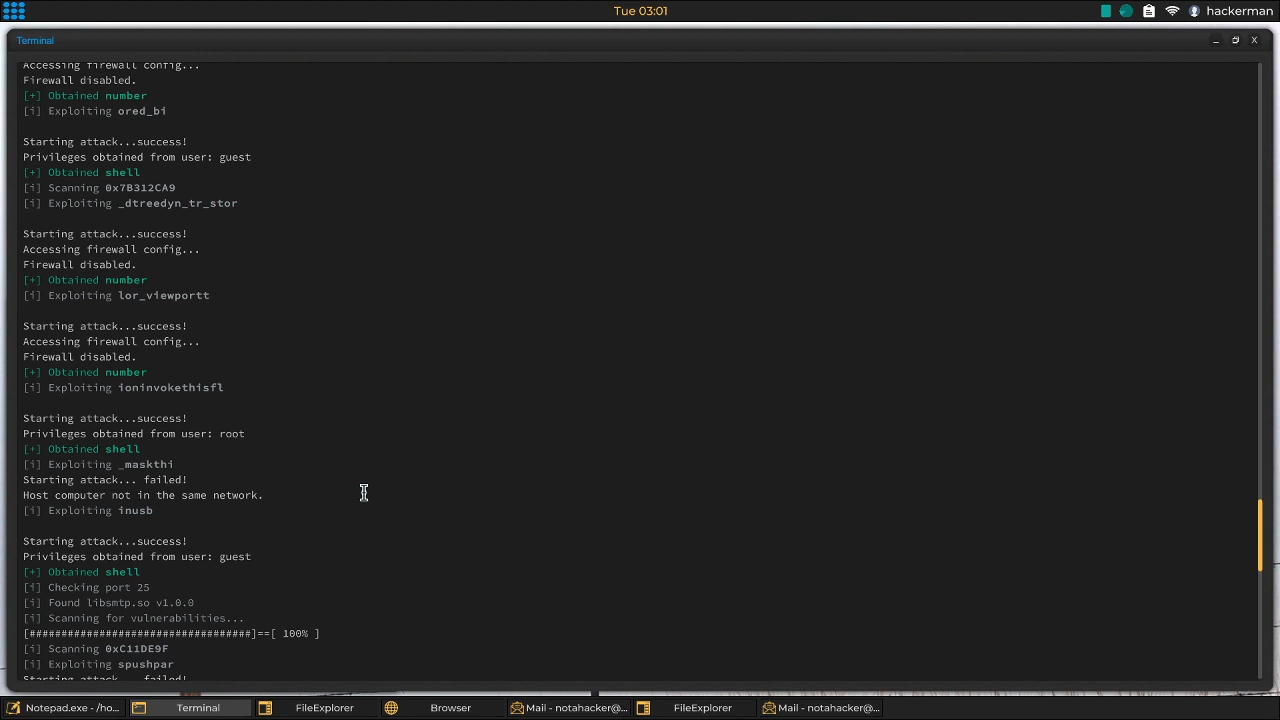 Tue 03:01
hackerman
Terminal
Accessing firewall config...
Firewall disabled.
[+] Obtained number
[i] Exploiting ored_bi
Starting attack...success!
Privileges obtained from user: guest
[+] Obtained shell
[i] Scanning 0x7B312CA9
[i] Exploiting _dtreedyn_tr_stor
Starting attack...success!
Accessing firewall config...
Firewall disabled.
[+] Obtained number
[i] Exploiting lor_viewportt
Starting attack...success!
Accessing firewall config...
Firewall disabled.
[+] Obtained number
[i] Exploiting ioninvokethisfl
Starting attack...success!
Privileges obtained from user: root
[+] Obtained shell
[i] Exploiting _maskthi
Starting attack... failed!
Host computer not in the same network.
[i] Exploiting inusb
Starting attack...success!
Privileges obtained from user: guest
[+] Obtained shell
[i] Checking port 25
[i] Found libsmtp.so v1.0.0
[i] Scanning for vulnerabilities...
[###################################]==[ 100% ]
[i] Scanning 0xC11DE9F
[i] Exploiting spushpar
Starting attack... failed!
Notepad.exe - /ho...
Terminal
FileExplorer
Browser
Mail - notahacker@...
FileExplorer
Mail - notahacker@...